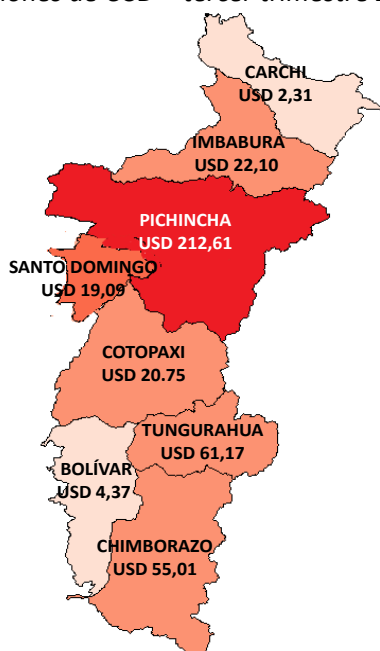 CARCHI
USD 2,31
IMBABURA
USD 22,10
PICHINCHA
USD 212,61
SANTO DOMINGO
USD 19,09
COTOPAXI
USD 20.75
TUNGURAHUA
USD 61,17
BOLÍVAR
USD 4,37
CHIMBORAZO
USD 55,01